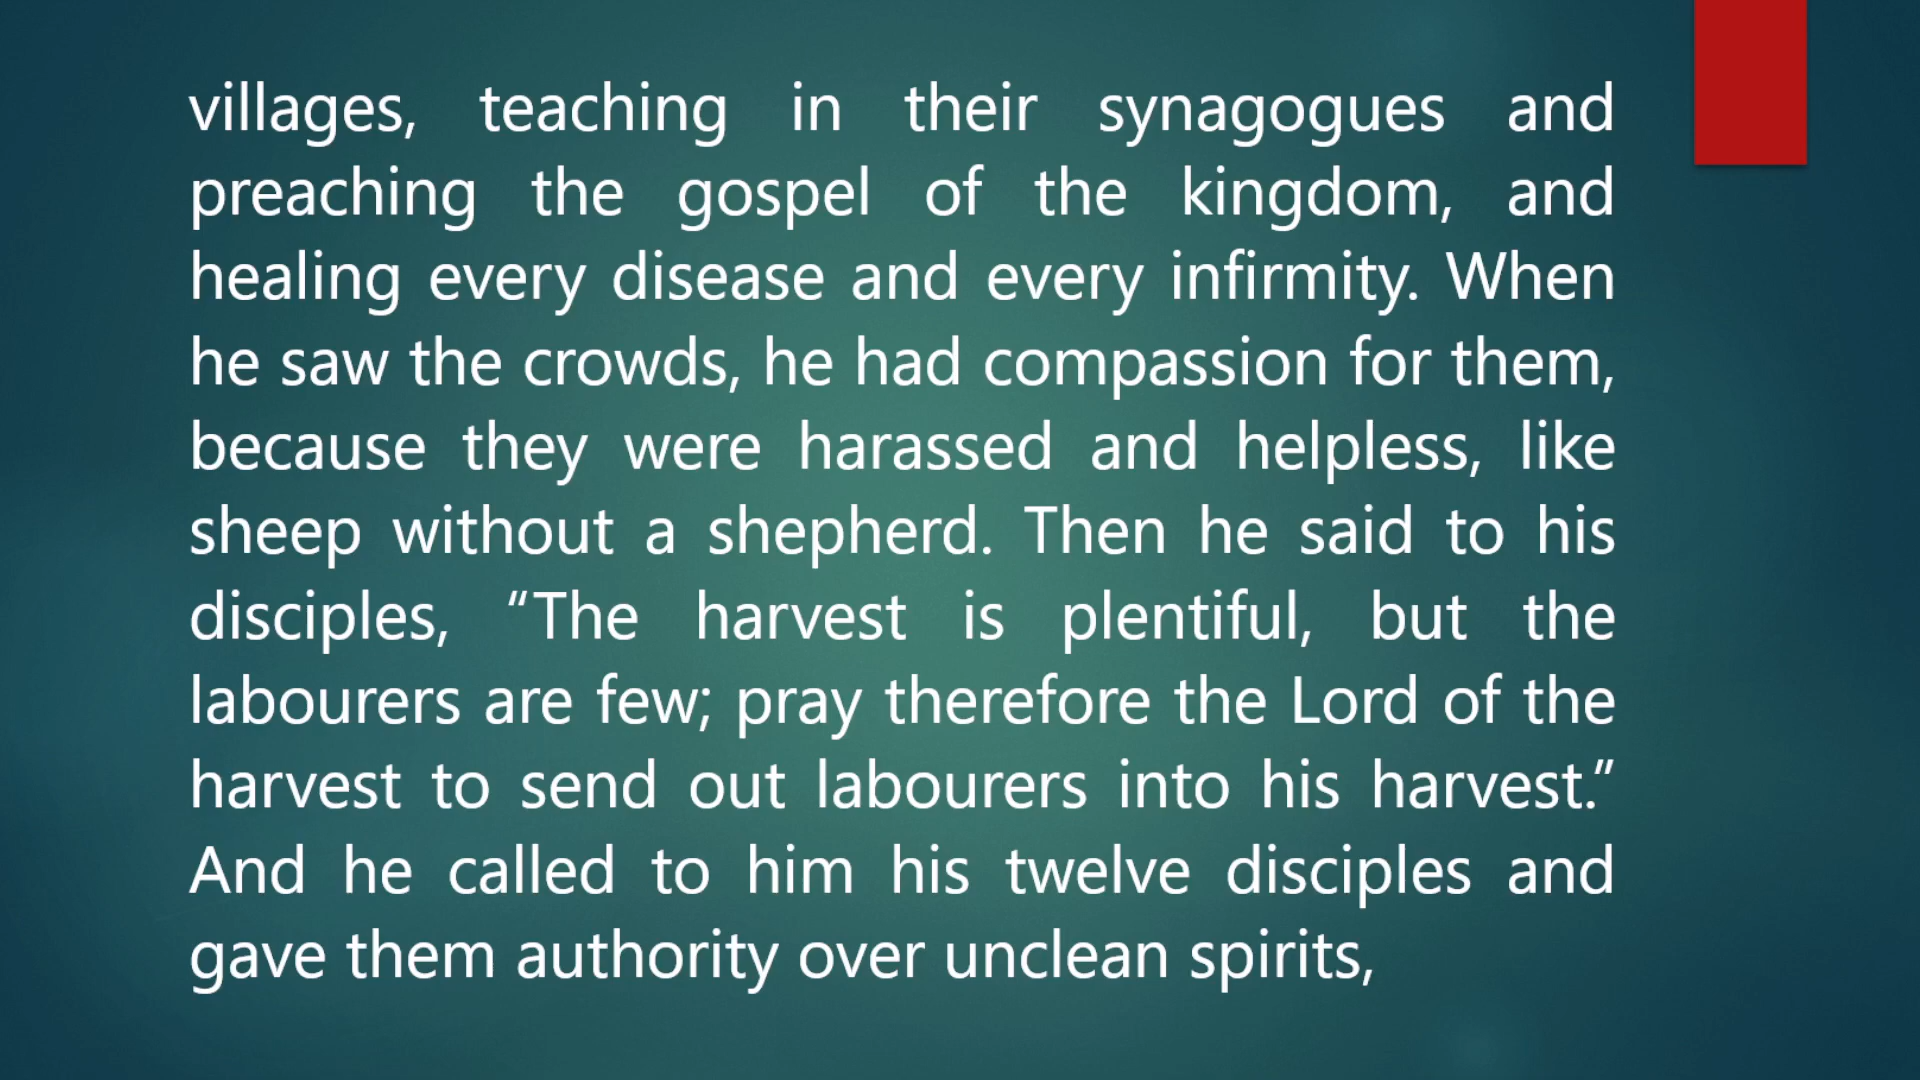 villages, teaching in their synagogues and
preaching the gospel of the kingdom, and
healing every disease and every infirmity. When
he saw the crowds, he had compassion for them,
because they were harassed and helpless, like
sheep without a shepherd. Then he said to his
disciples, “The harvest is plentiful, but the
labourers are few; pray therefore the Lord of the
harvest to send out labourers into his harvest.”
And he called to him his twelve disciples and
gave them authority over unclean spirits,